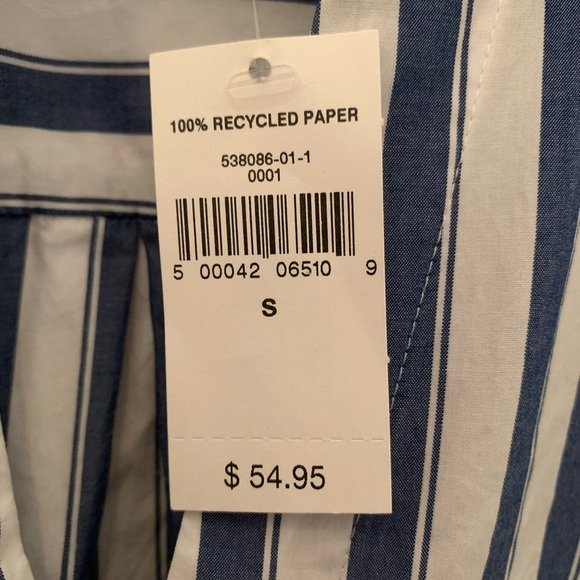 100% RECYCLED PAPER
538086-01-1
0001
5 00042 06510 9
S
$ 54.95